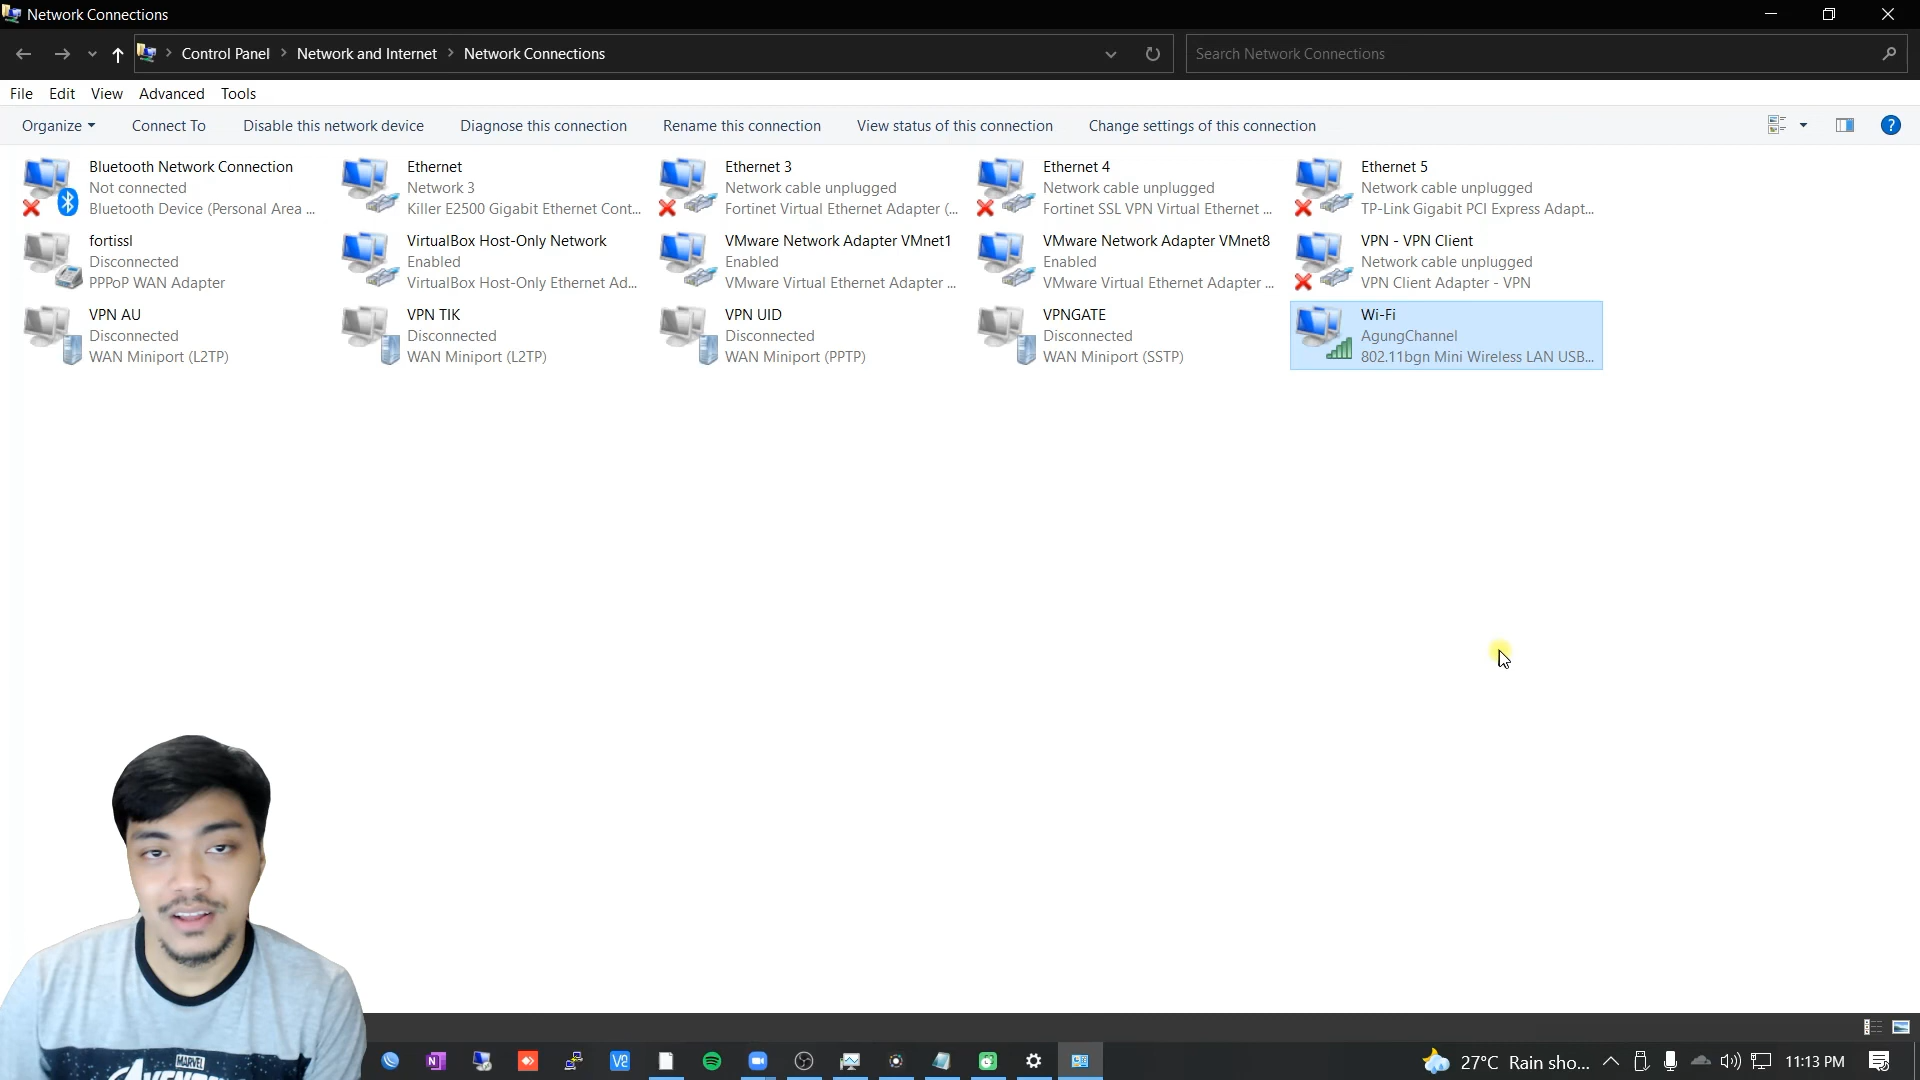 Network Connections
Control Panel > Network and Internet > Network Connections
Search Network Connections
File Edit View Advanced Tools
Organize Connect To Disable this network device Diagnose this connection Rename this connection View status of this connection Change settings of this connection
Bluetooth Network Connection
Not connected
Bluetooth Device (Personal Area ...
Ethernet
Network 3
Killer E2500 Gigabit Ethernet Cont...
Ethernet 3
Network cable unplugged
Fortinet Virtual Ethernet Adapter (...
Ethernet 4
Network cable unplugged
Fortinet SSL VPN Virtual Ethernet ...
Ethernet 5
Network cable unplugged
TP-Link Gigabit PCI Express Adapt...
fortissl
Disconnected
PPPoP WAN Adapter
VirtualBox Host-Only Network
Enabled
VirtualBox Host-Only Ethernet Ad...
VMware Network Adapter VMnet1
Enabled
VMware Virtual Ethernet Adapter ...
VMware Network Adapter VMnet8
Enabled
VMware Virtual Ethernet Adapter ...
VPN - VPN Client
Network cable unplugged
VPN Client Adapter - VPN
VPN AU
Disconnected
WAN Miniport (L2TP)
VPN TIK
Disconnected
WAN Miniport (L2TP)
VPN UID
Disconnected
WAN Miniport (PPTP)
VPNGATE
Disconnected
WAN Miniport (SSTP)
Wi-Fi
AgungChannel
802.11bgn Mini Wireless LAN USB...
MARVEL
27°C Rain sho... 11:13 PM